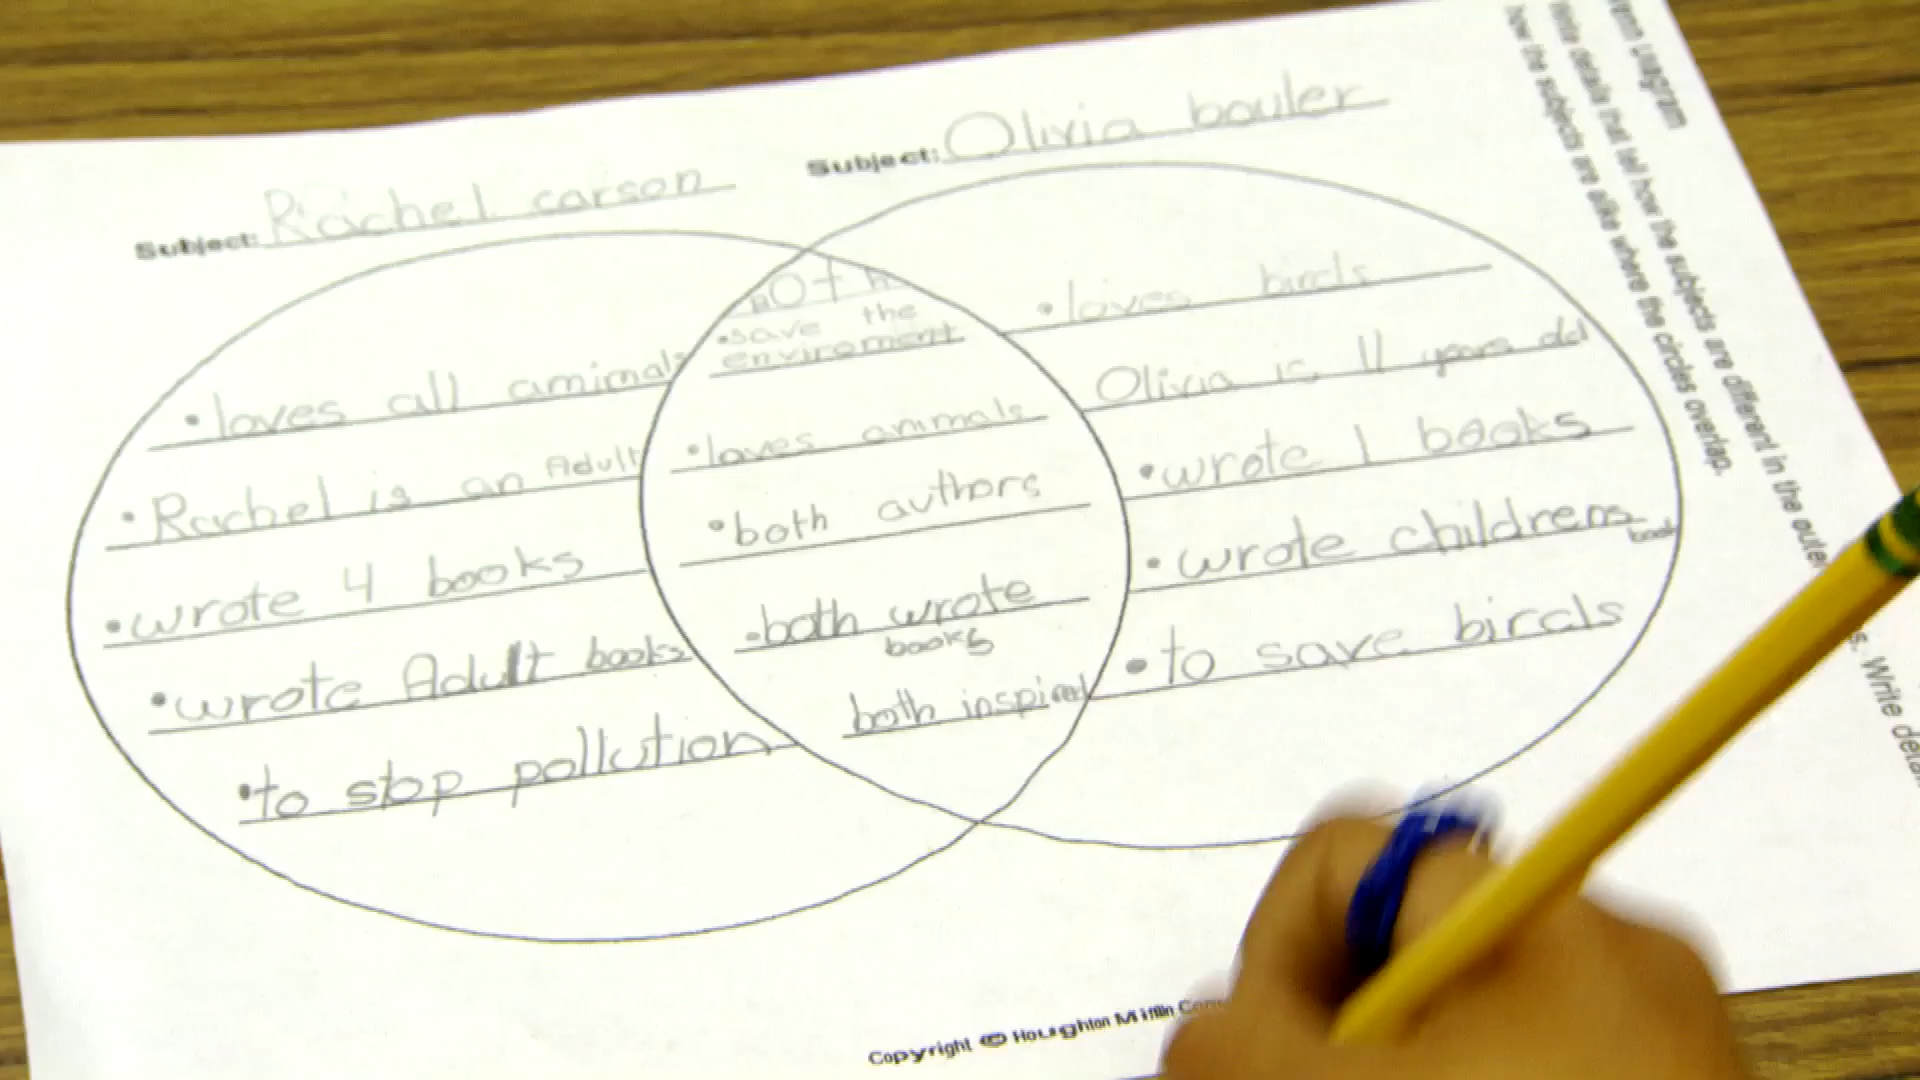 Subject: Rachel carson
Subject: Olivia bouler
•loves all amimals
•Rachel is an Adult
•wrote 4 books
•wrote Adult books
•to stop pollution
Both
•save the
enviroment
•loves animals
•both authors
•both wrote
books
both inspired
•loves birds
Olivia is 11 years old
•wrote 1 books
•wrote childrens
•to save birds
Diagram
Write details that tell how the subjects are different in the outer
how the subjects are alike where the circles overlap.
s. Write
Copyright © Houghton Mifflin